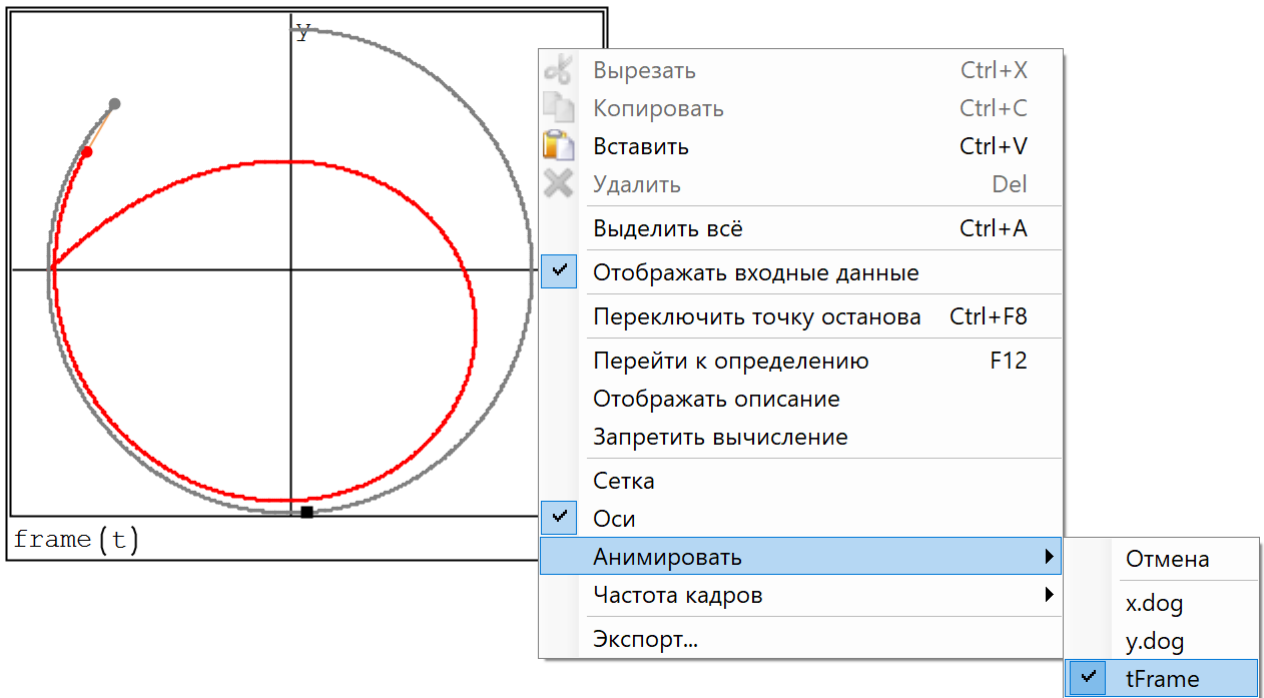 y
frame(t)
Вырезать Ctrl+X
Копировать Ctrl+C
Вставить Ctrl+V
Удалить Del
Выделить всё Ctrl+A
Отображать входные данные
Переключить точку останова Ctrl+F8
Перейти к определению F12
Отображать описание
Запретить вычисление
Сетка
Оси
Анимировать
Частота кадров
Экспорт...
Отмена
x.dog
y.dog
tFrame